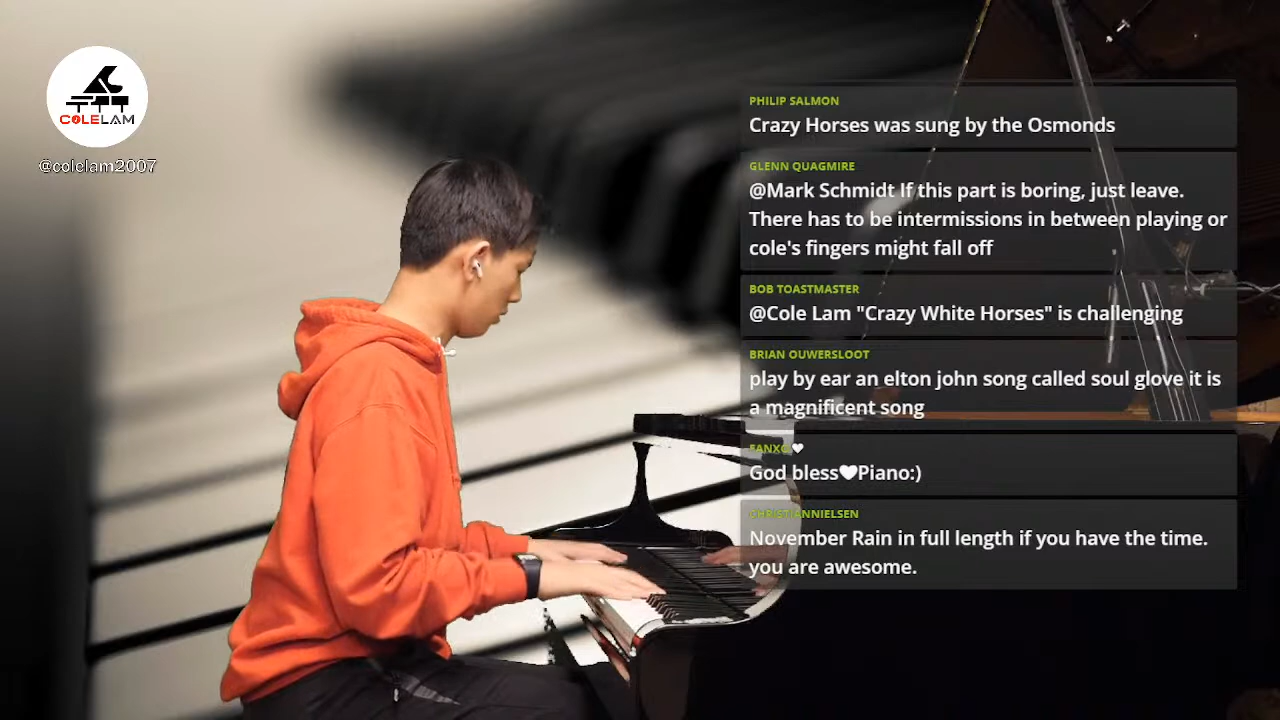 COLELAM
@colelam2007
PHILIP SALMON
Crazy Horses was sung by the Osmonds
GLENN QUAGMIRE
@Mark Schmidt If this part is boring, just leave.
There has to be intermissions in between playing or
cole's fingers might fall off
BOB TOASTMASTER
@Cole Lam "Crazy White Horses" is challenging
BRIAN OUWERSLOOT
play by ear an elton john song called soul glove it is
a magnificent song
God bless🤍Piano:)
CHRISTIANNIELSEN
November Rain in full length if you have the time.
you are awesome.